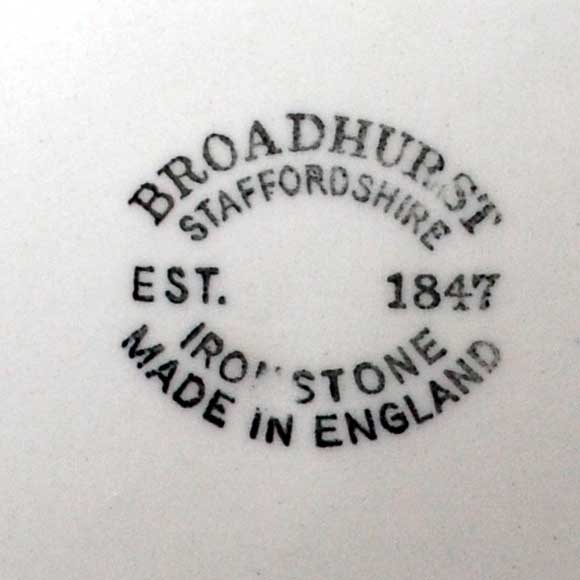 BROADHURST
STAFFORDSHIRE
EST. 1847
IRONSTONE
MADE IN ENGLAND